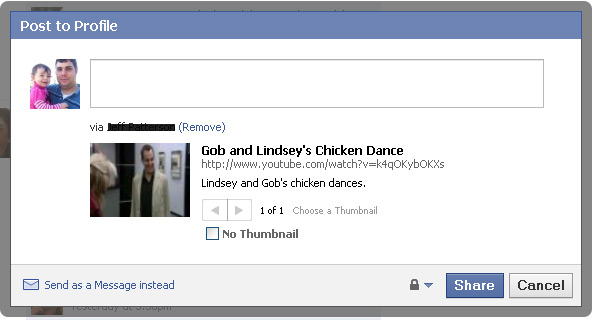 Post to Profile
via (Remove)
Gob and Lindsey's Chicken Dance
http://www.youtube.com/watch?v=k4qOKybOKXs
Lindsey and Gob's chicken dances.
1 of 1 Choose a Thumbnail
No Thumbnail
Send as a Message instead
Share
Cancel